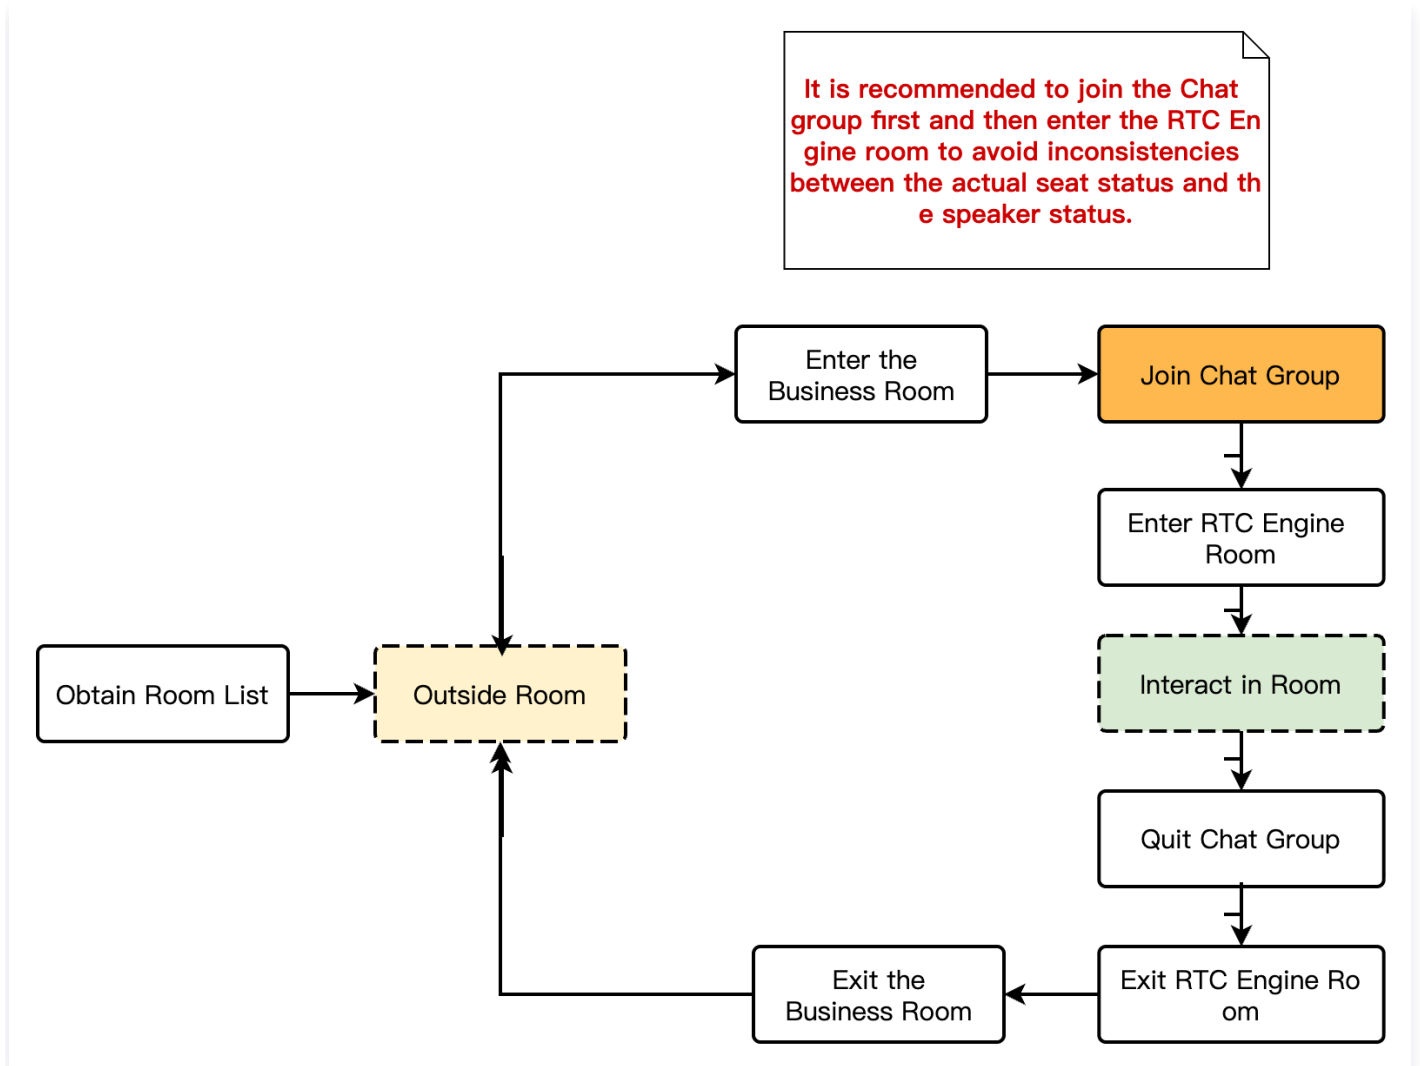 It is recommended to join the Chat
group first and then enter the RTC En
gine room to avoid inconsistencies
between the actual seat status and th
e speaker status.
Enter the
Business Room
Join Chat Group
Enter RTC Engine
Room
Obtain Room List
Outside Room
Interact in Room
Quit Chat Group
Exit the
Business Room
Exit RTC Engine Ro
om